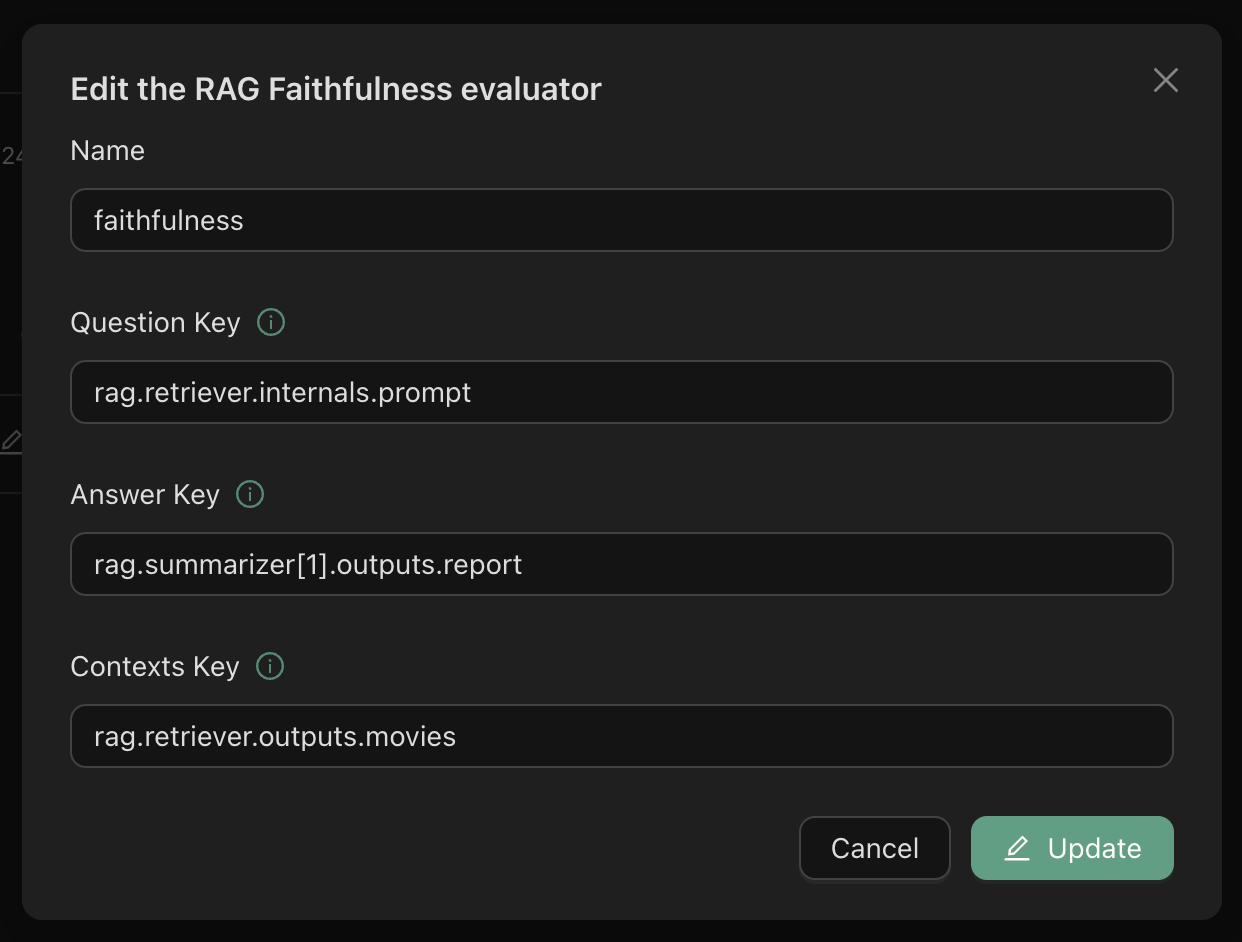 Edit the RAG Faithfulness evaluator
Name
faithfulness
Question Key
rag.retriever.internals.prompt
Answer Key
rag.summarizer[1].outputs.report
Contexts Key
rag.retriever.outputs.movies
Cancel
Update